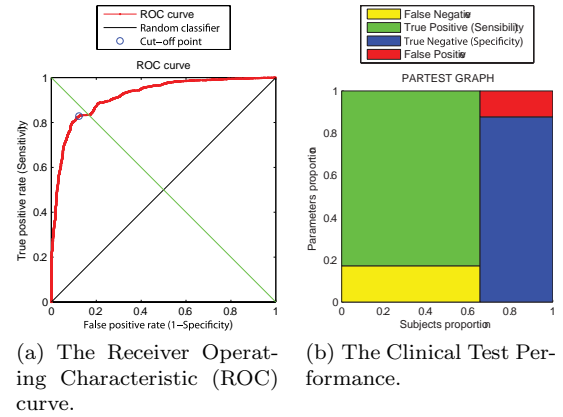 ROC curve
Random classifier
Cut-off point
ROC curve
True positive rate (Sensitivity)
1
0.8
0.6
0.4
0.2
0
0 0.2 0.4 0.6 0.8 1
False positive rate (1-Specificity)
(a) The Receiver Operat-
ing Characteristic (ROC)
curve.
False Negative
True Positive (Sensibility)
True Negative (Specificity)
False Positive
PARTEST GRAPH
Parameters proportion
1
0.8
0.6
0.4
0.2
0
0 0.2 0.4 0.6 0.8 1
Subjects proportion
(b) The Clinical Test Per-
formance.